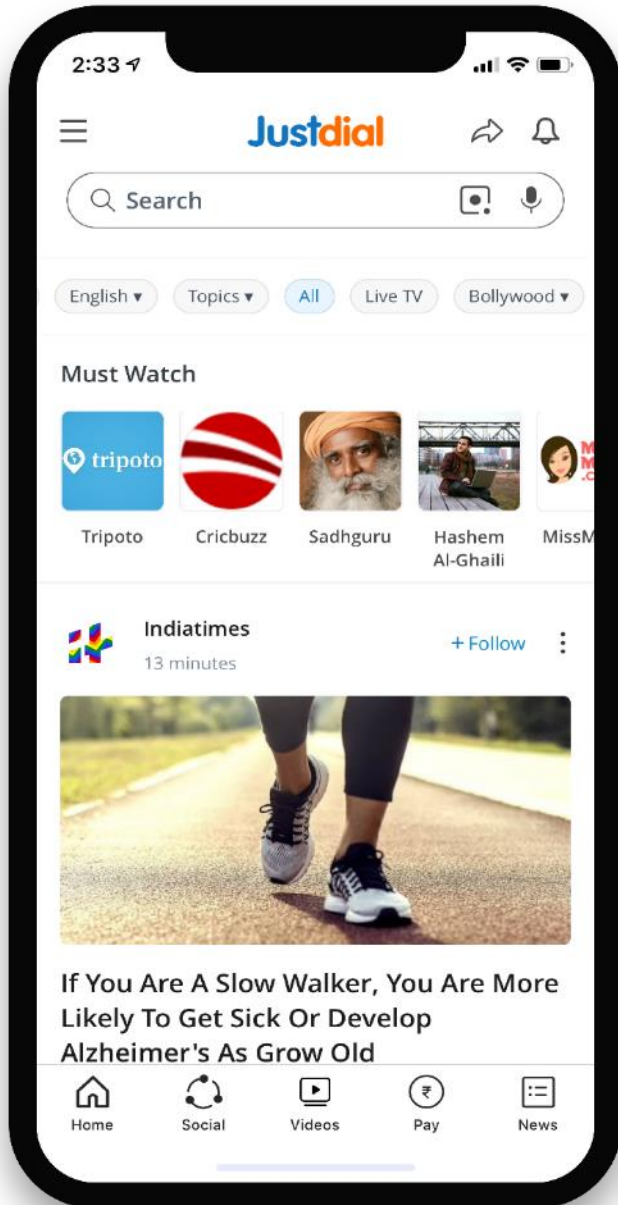 2:33
Justdial
Search
English ▾ Topics ▾ All Live TV Bollywood ▾
Must Watch
tripoto
Tripoto Cricbuzz Sadhguru Hashem Al-Ghaili MissM
Indiatimes
13 minutes
+ Follow
If You Are A Slow Walker, You Are More
Likely To Get Sick Or Develop
Alzheimer's As Grow Old
Home Social Videos Pay News